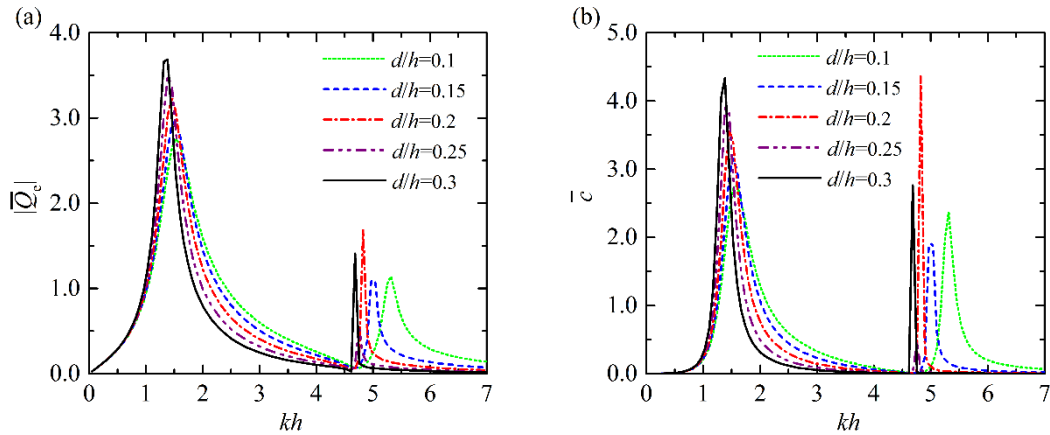 (a)
4.0
3.0
2.0
1.0
0.0
|Q̅c|
d/h=0.1
d/h=0.15
d/h=0.2
d/h=0.25
d/h=0.3
0 1 2 3 4 5 6 7
kh
(b)
5.0
4.0
3.0
2.0
1.0
0.0
c̅
d/h=0.1
d/h=0.15
d/h=0.2
d/h=0.25
d/h=0.3
0 1 2 3 4 5 6 7
kh